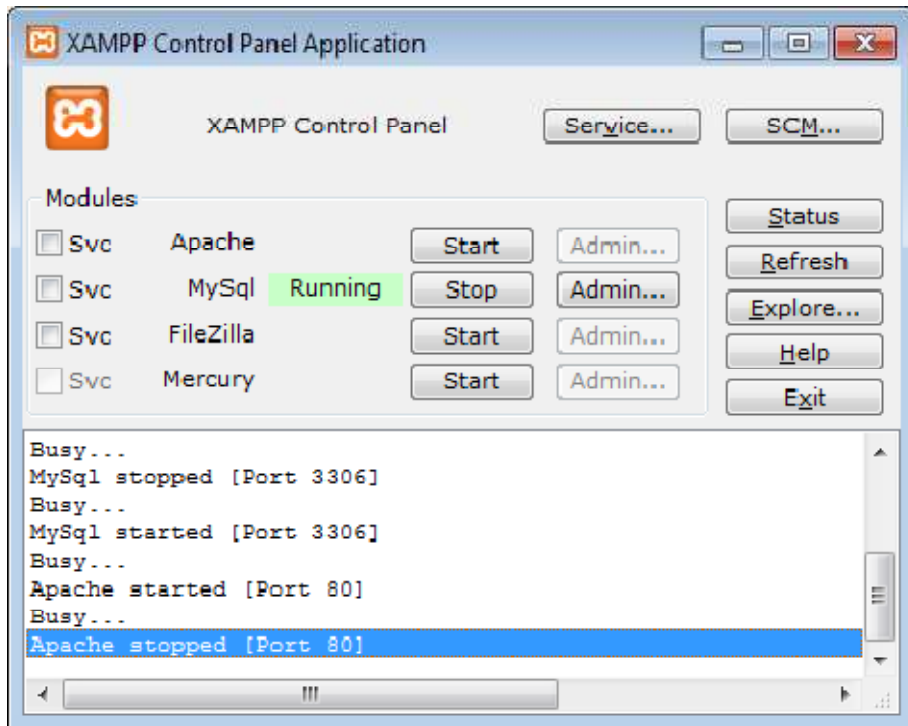 XAMPP Control Panel Application
XAMPP Control Panel Service... SCM...
Modules
Svc Apache Start Admin...
Svc MySql Running Stop Admin...
Svc FileZilla Start Admin...
Svc Mercury Start Admin...
Status
Refresh
Explore...
Help
Exit
Busy...
MySql stopped [Port 3306]
Busy...
MySql started [Port 3306]
Busy...
Apache started [Port 80]
Busy...
Apache stopped [Port 80]